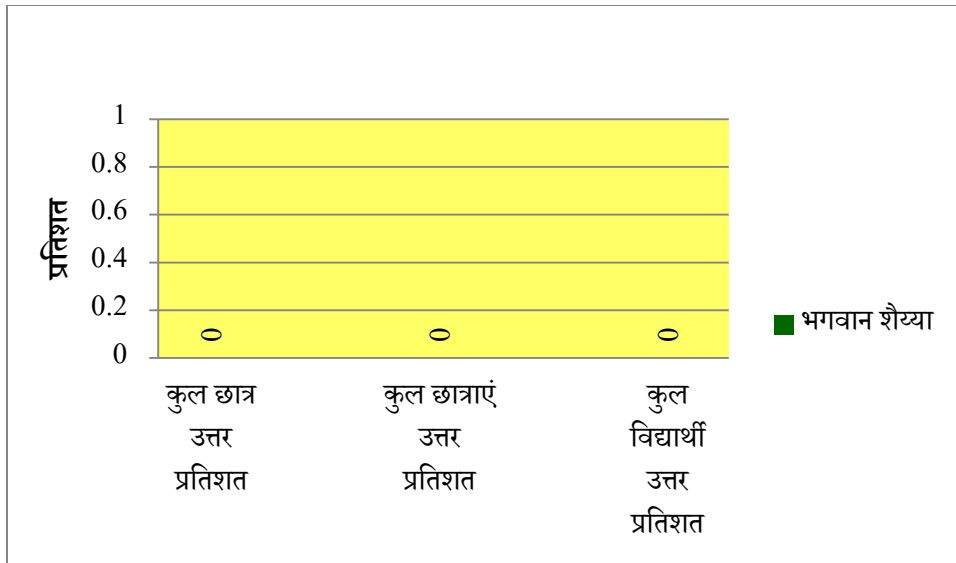 1
0.8
0.6
0.4
0.2
0
प्रतिशत
0
0
0
भगवान शैय्या
कुल छात्र
उत्तर
प्रतिशत
कुल छात्राएं
उत्तर
प्रतिशत
कुल
विद्यार्थी
उत्तर
प्रतिशत